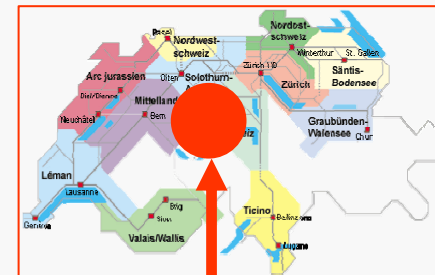 Basel
Nordwest-
schweiz
Nordost-
schweiz
Winterthur
St. Gallen
Arc jurassien
Olten
Solothurn-
Zürich HB
Säntis-
Bodensee
Biel/Bienne
Mittelland
Zürich
Neuchâtel
Bern
Graubünden-
Walensee
Chur
Léman
Lausanne
Brig
Sion
Ticino
Bellinzona
Genève
Valais/Wallis
Lugano